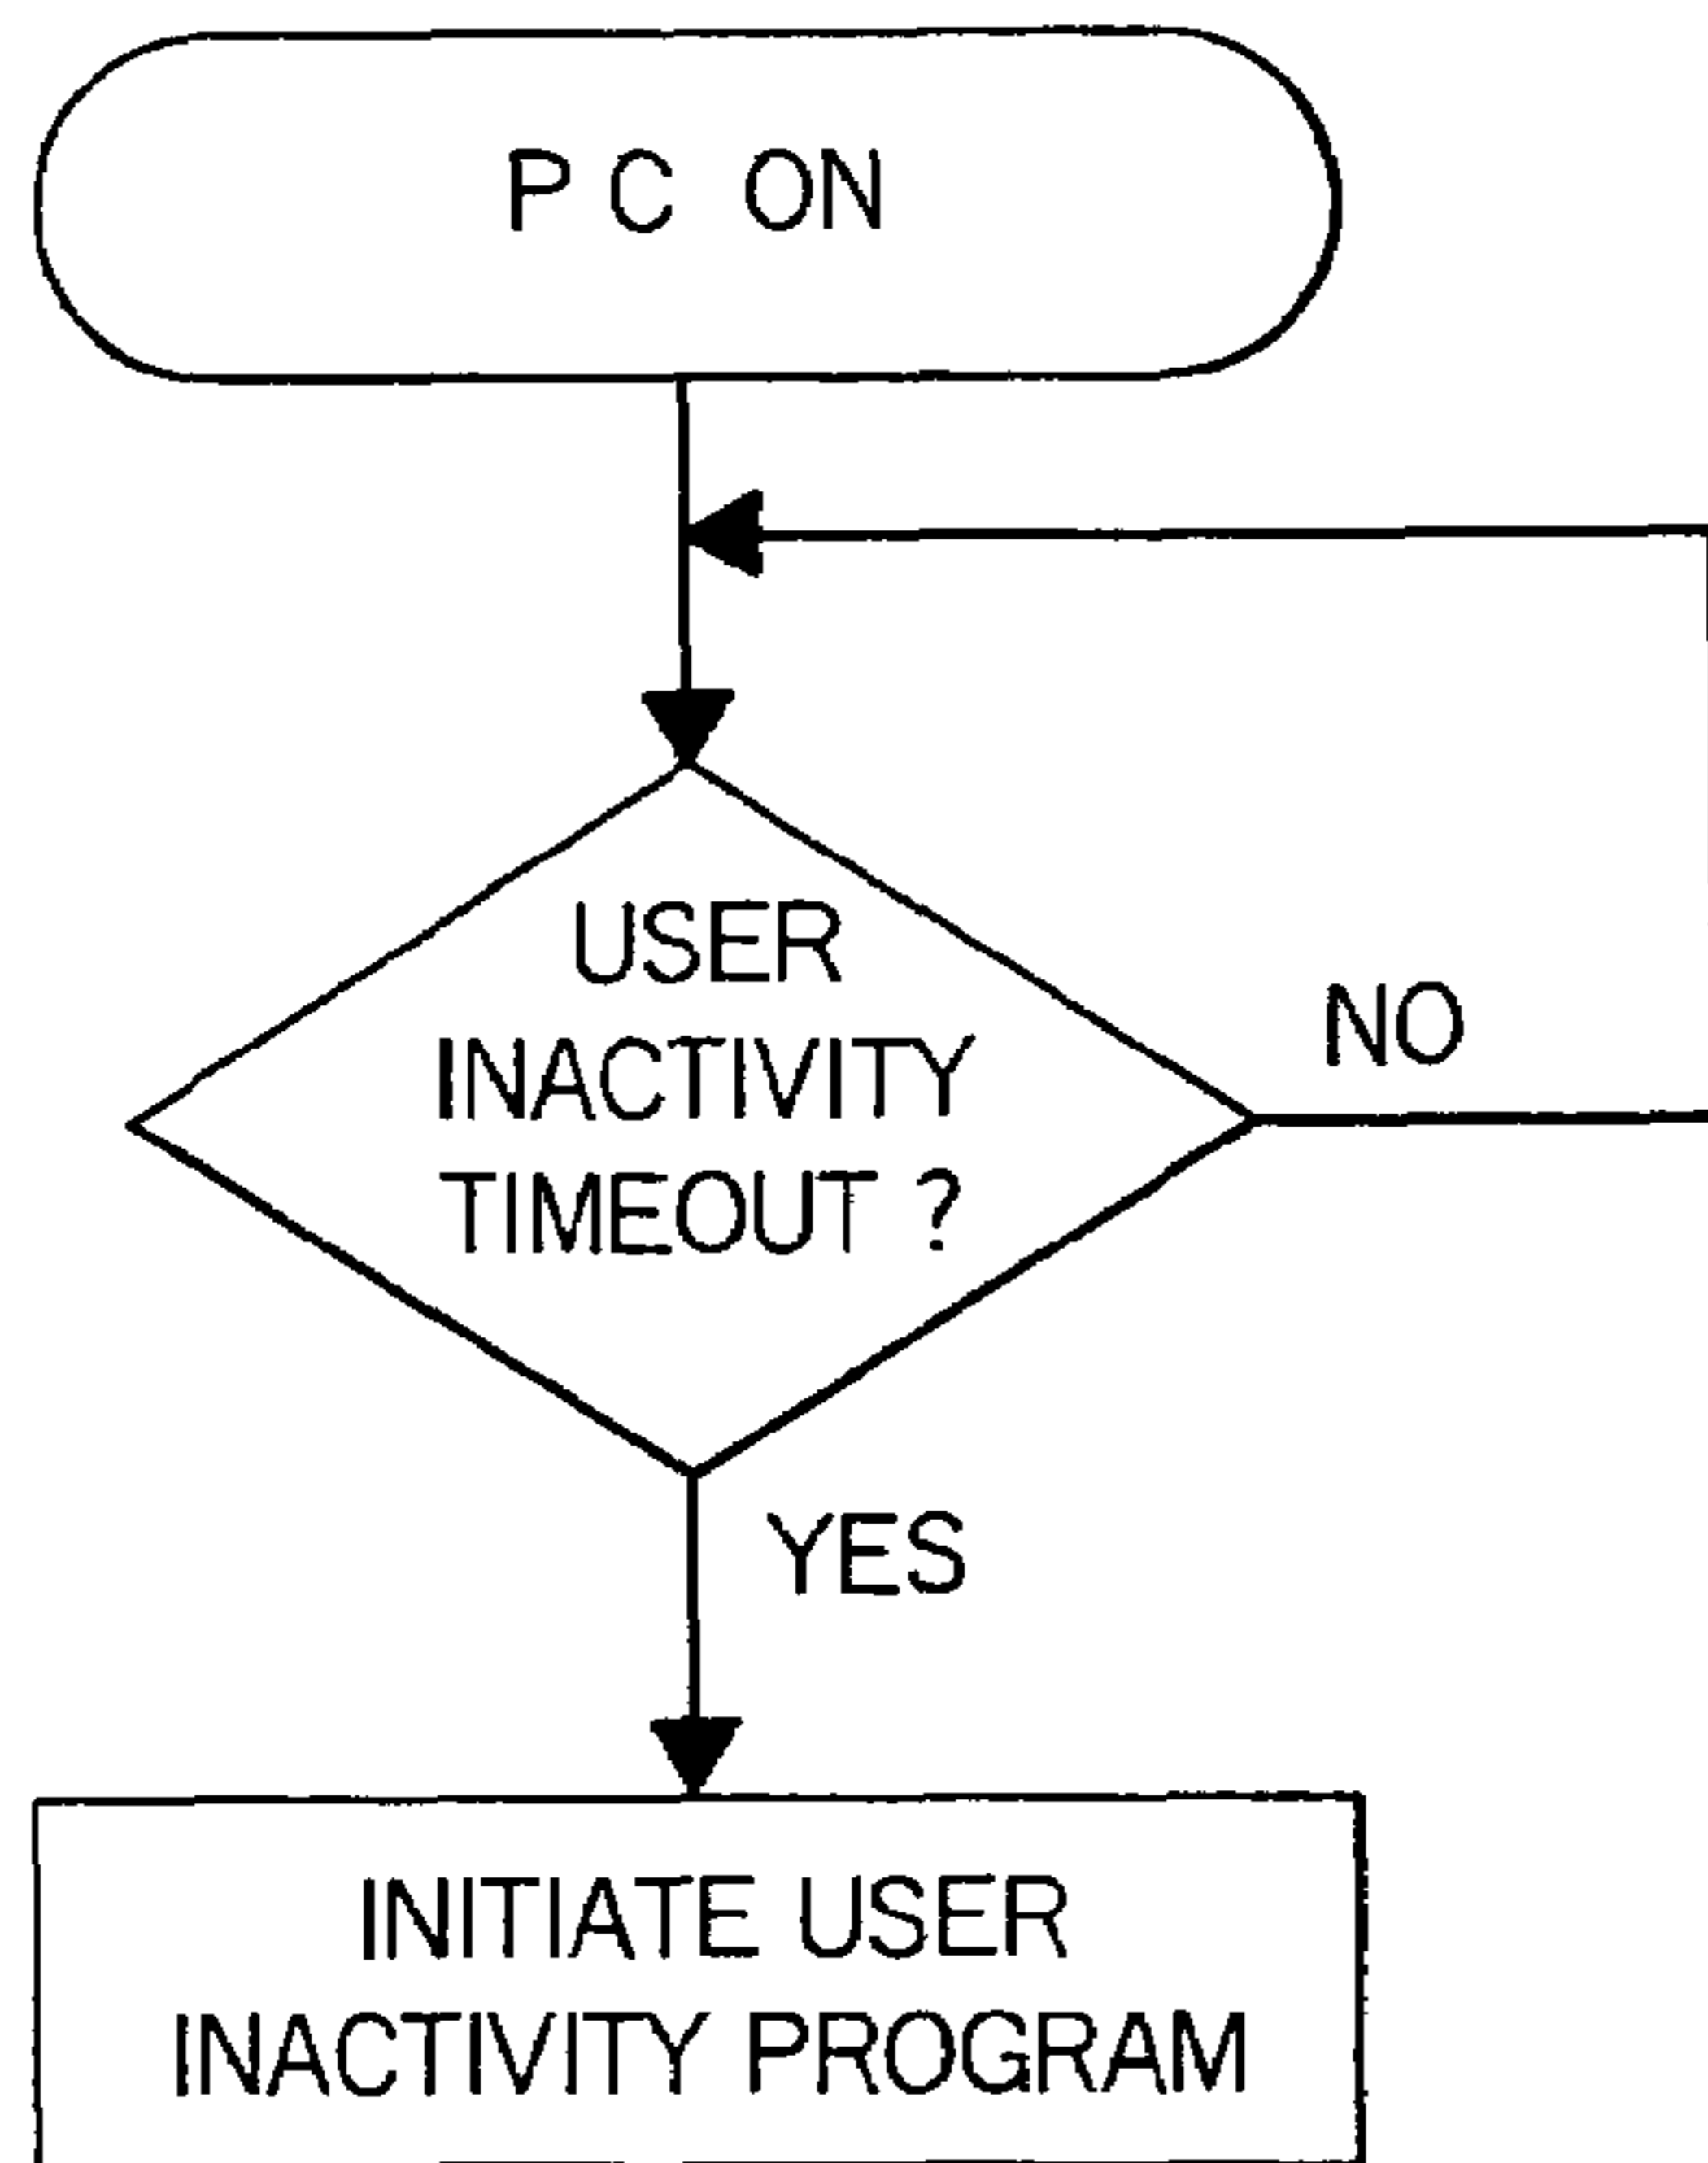 P C ON
USER
INACTIVITY
TIMEOUT ?
NO
YES
INITIATE USER
INACTIVITY PROGRAM